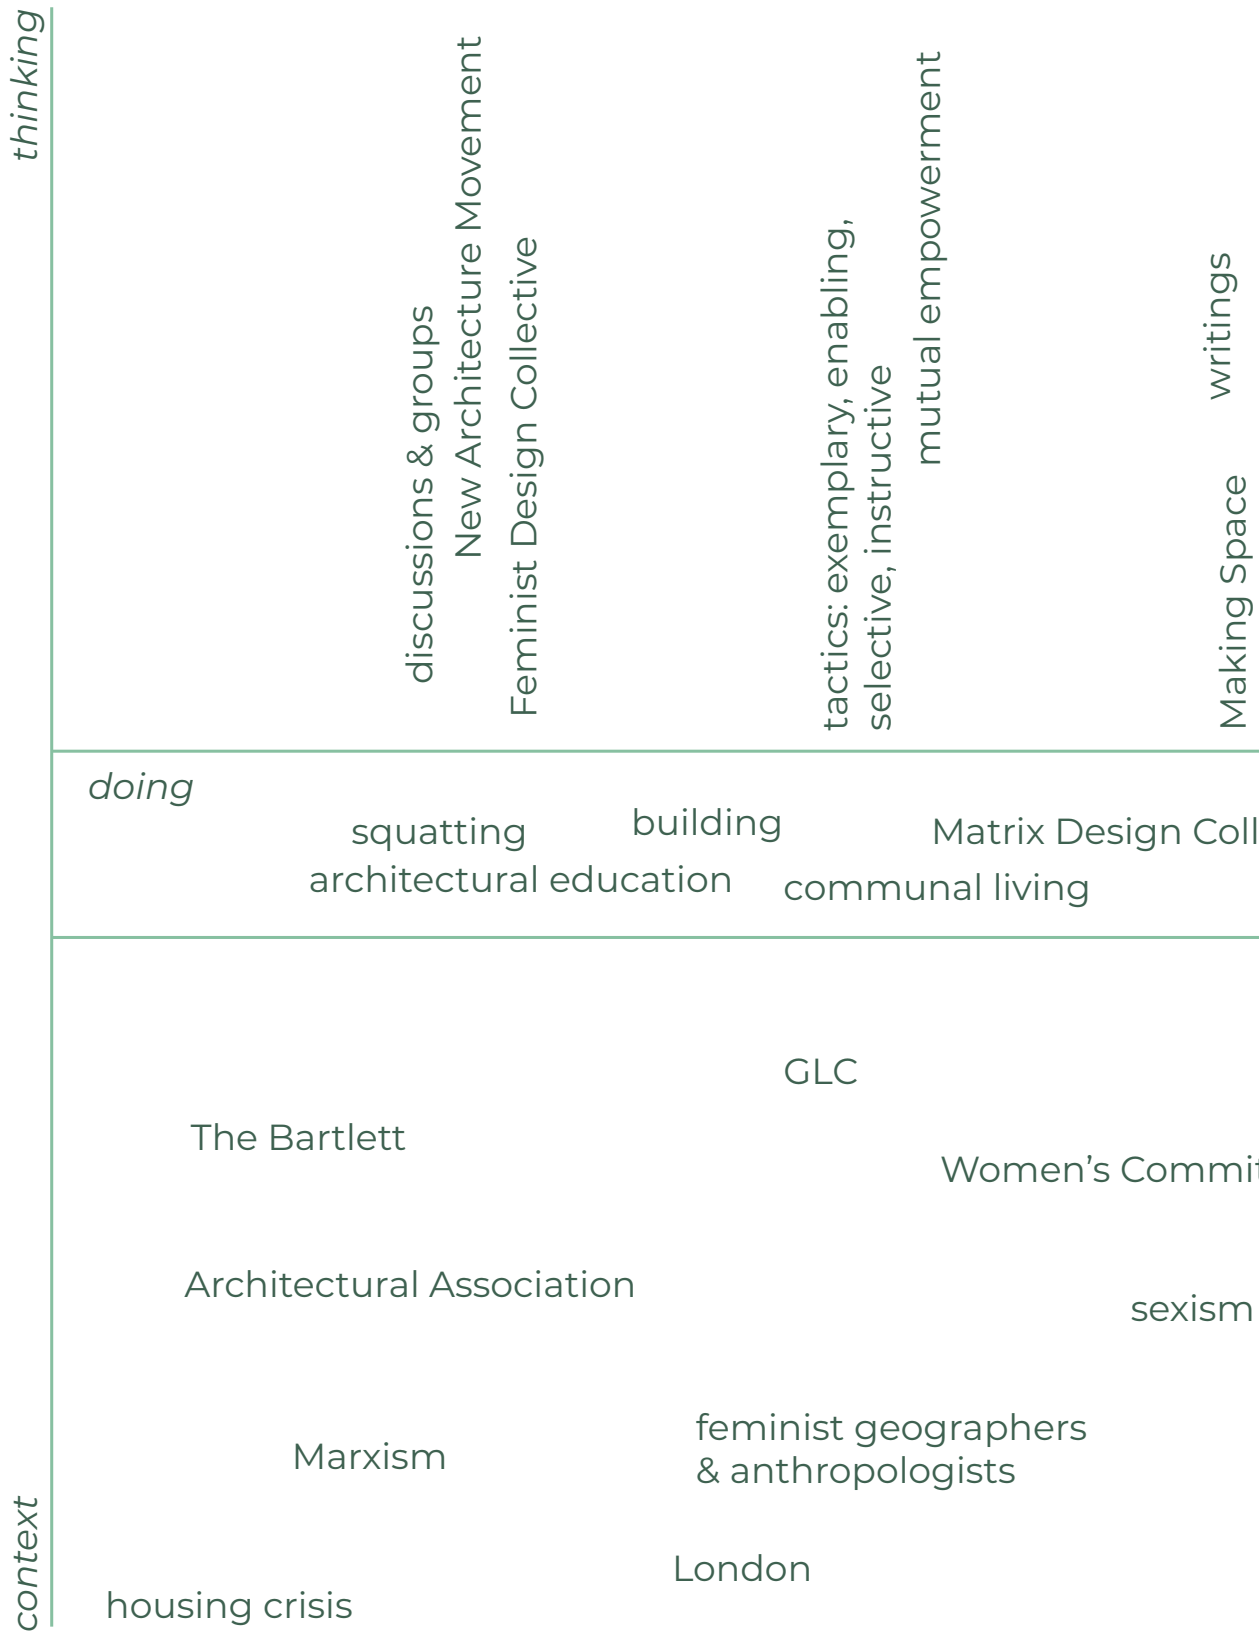 thinking
discussions & groups
New Architecture Movement
Feminist Design Collective
tactics: exemplary, enabling,
selective, instructive
mutual empowerment
writings
Making Space
doing
squatting
building
Matrix Design Coll
architectural education
communal living
GLC
The Bartlett
Women’s Commit
Architectural Association
sexism
feminist geographers
& anthropologists
Marxism
context
London
housing crisis